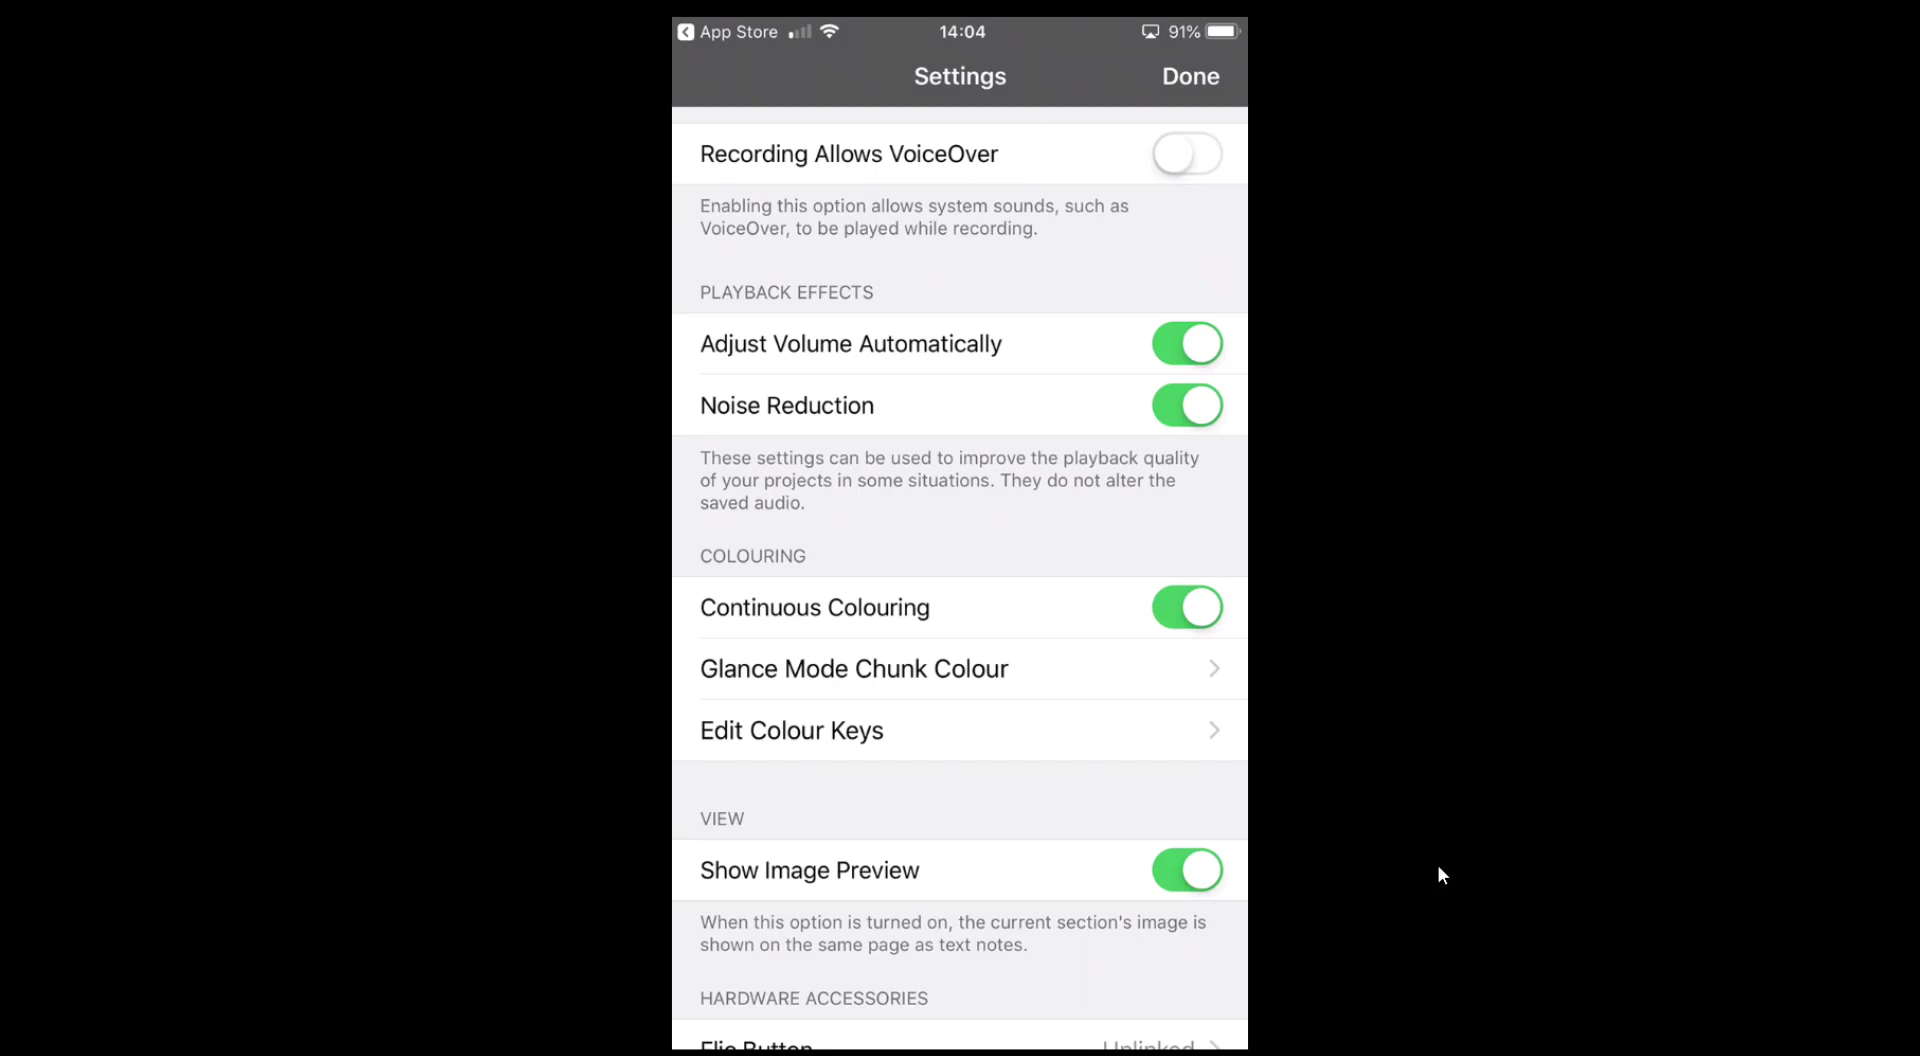 App Store 14:04 91%
Settings Done
Recording Allows VoiceOver
Enabling this option allows system sounds, such as
VoiceOver, to be played while recording.
PLAYBACK EFFECTS
Adjust Volume Automatically
Noise Reduction
These settings can be used to improve the playback quality
of your projects in some situations. They do not alter the
saved audio.
COLOURING
Continuous Colouring
Glance Mode Chunk Colour
Edit Colour Keys
VIEW
Show Image Preview
When this option is turned on, the current section's image is
shown on the same page as text notes.
HARDWARE ACCESSORIES
Flic Button Unlinked